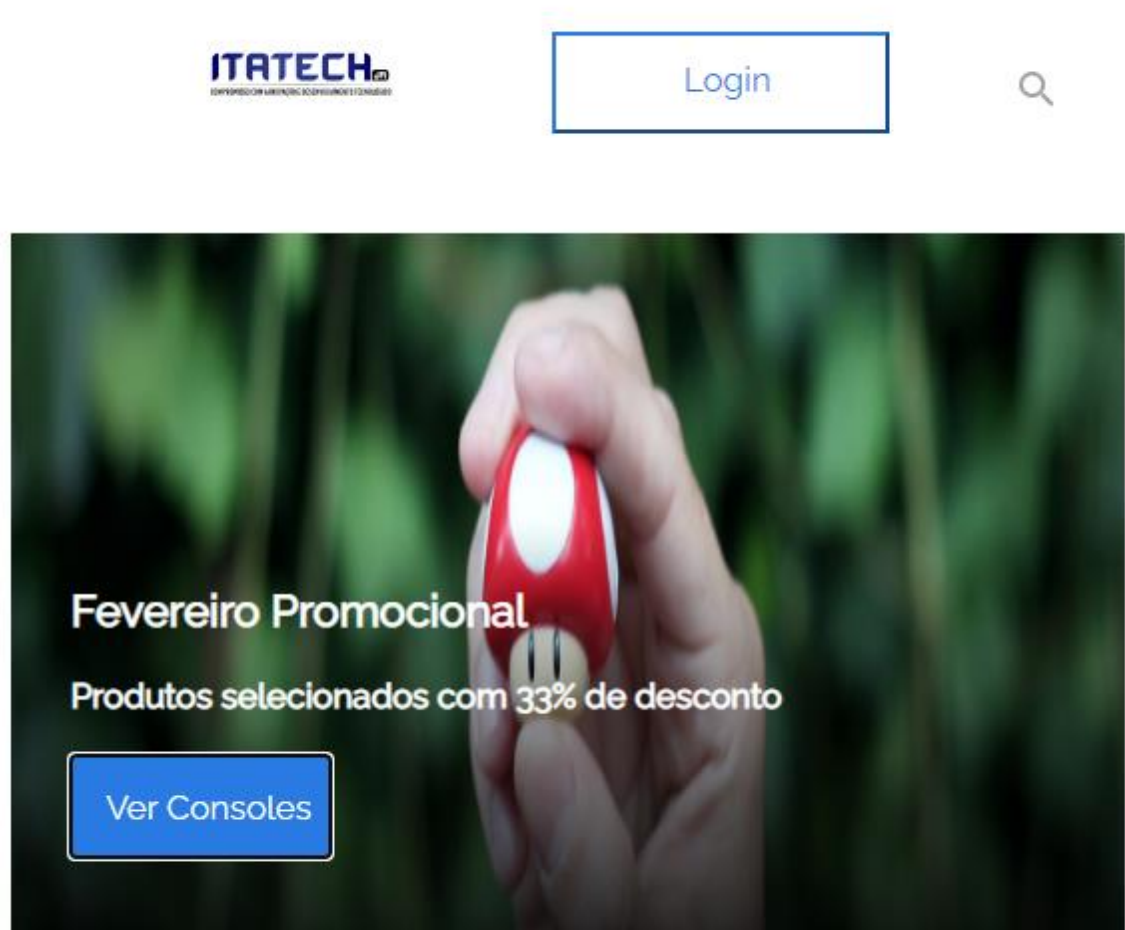 ITATECH
Login
Fevereiro Promocional
Produtos selecionados com 33% de desconto
Ver Consoles